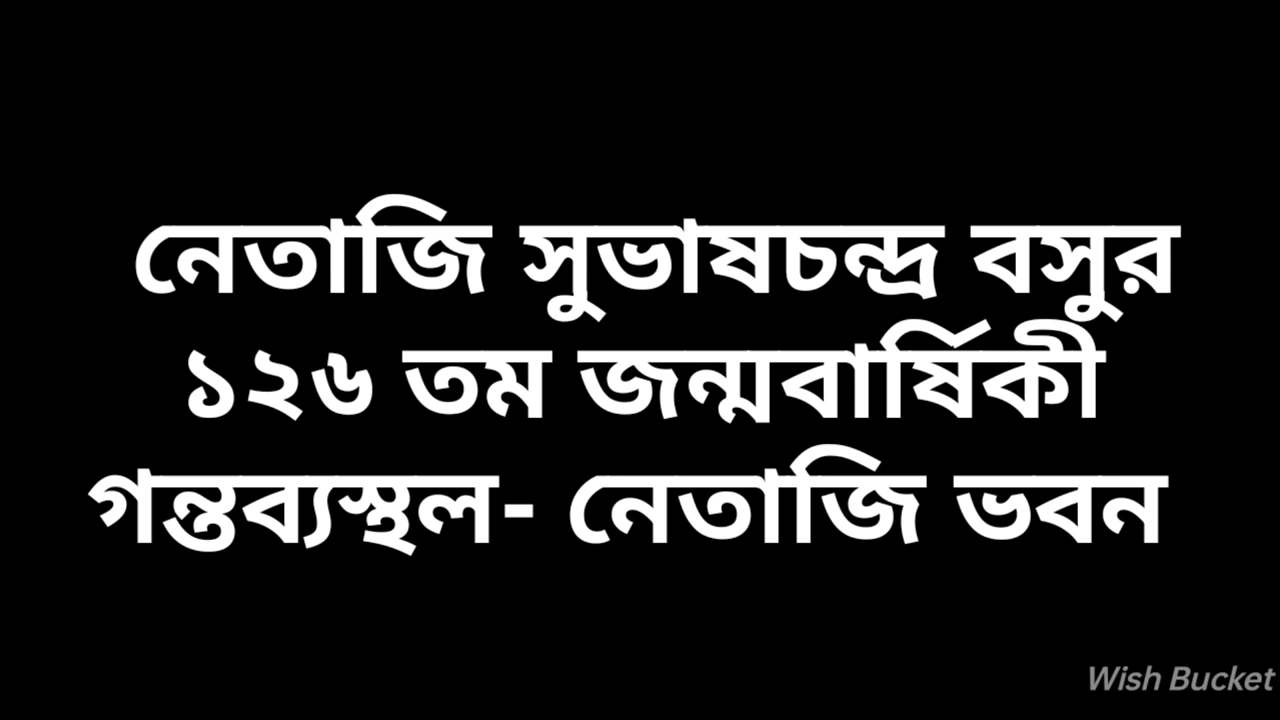 নেতাজি সুভাষচন্দ্র বসুর
১২৬ তম জন্মবার্ষিকী
গন্তব্যস্থল- নেতাজি ভবন
Wish Bucket